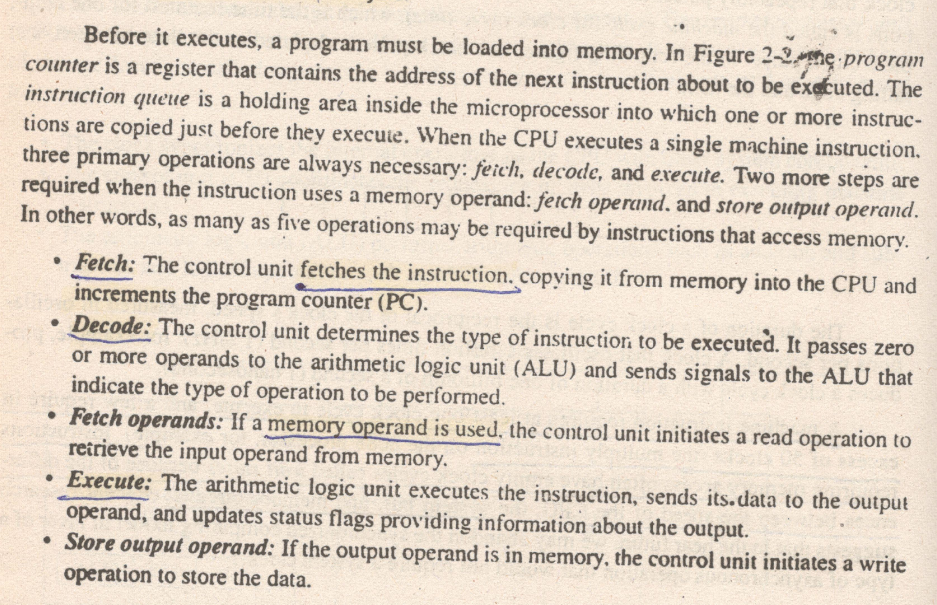 Before it executes, a program must be loaded into memory. In Figure 2-2, the program
counter is a register that contains the address of the next instruction about to be executed. The
instruction queue is a holding area inside the microprocessor into which one or more instruc-
tions are copied just before they execute. When the CPU executes a single machine instruction,
three primary operations are always necessary: fetch, decode, and execute. Two more steps are
required when the instruction uses a memory operand: fetch operand, and store output operand.
In other words, as many as five operations may be required by instructions that access memory.
• Fetch: The control unit fetches the instruction, copying it from memory into the CPU and
increments the program counter (PC).
• Decode: The control unit determines the type of instruction to be executed. It passes zero
or more operands to the arithmetic logic unit (ALU) and sends signals to the ALU that
indicate the type of operation to be performed.
• Fetch operands: If a memory operand is used, the control unit initiates a read operation to
retrieve the input operand from memory.
• Execute: The arithmetic logic unit executes the instruction, sends its data to the output
operand, and updates status flags providing information about the output.
• Store output operand: If the output operand is in memory, the control unit initiates a write
operation to store the data.